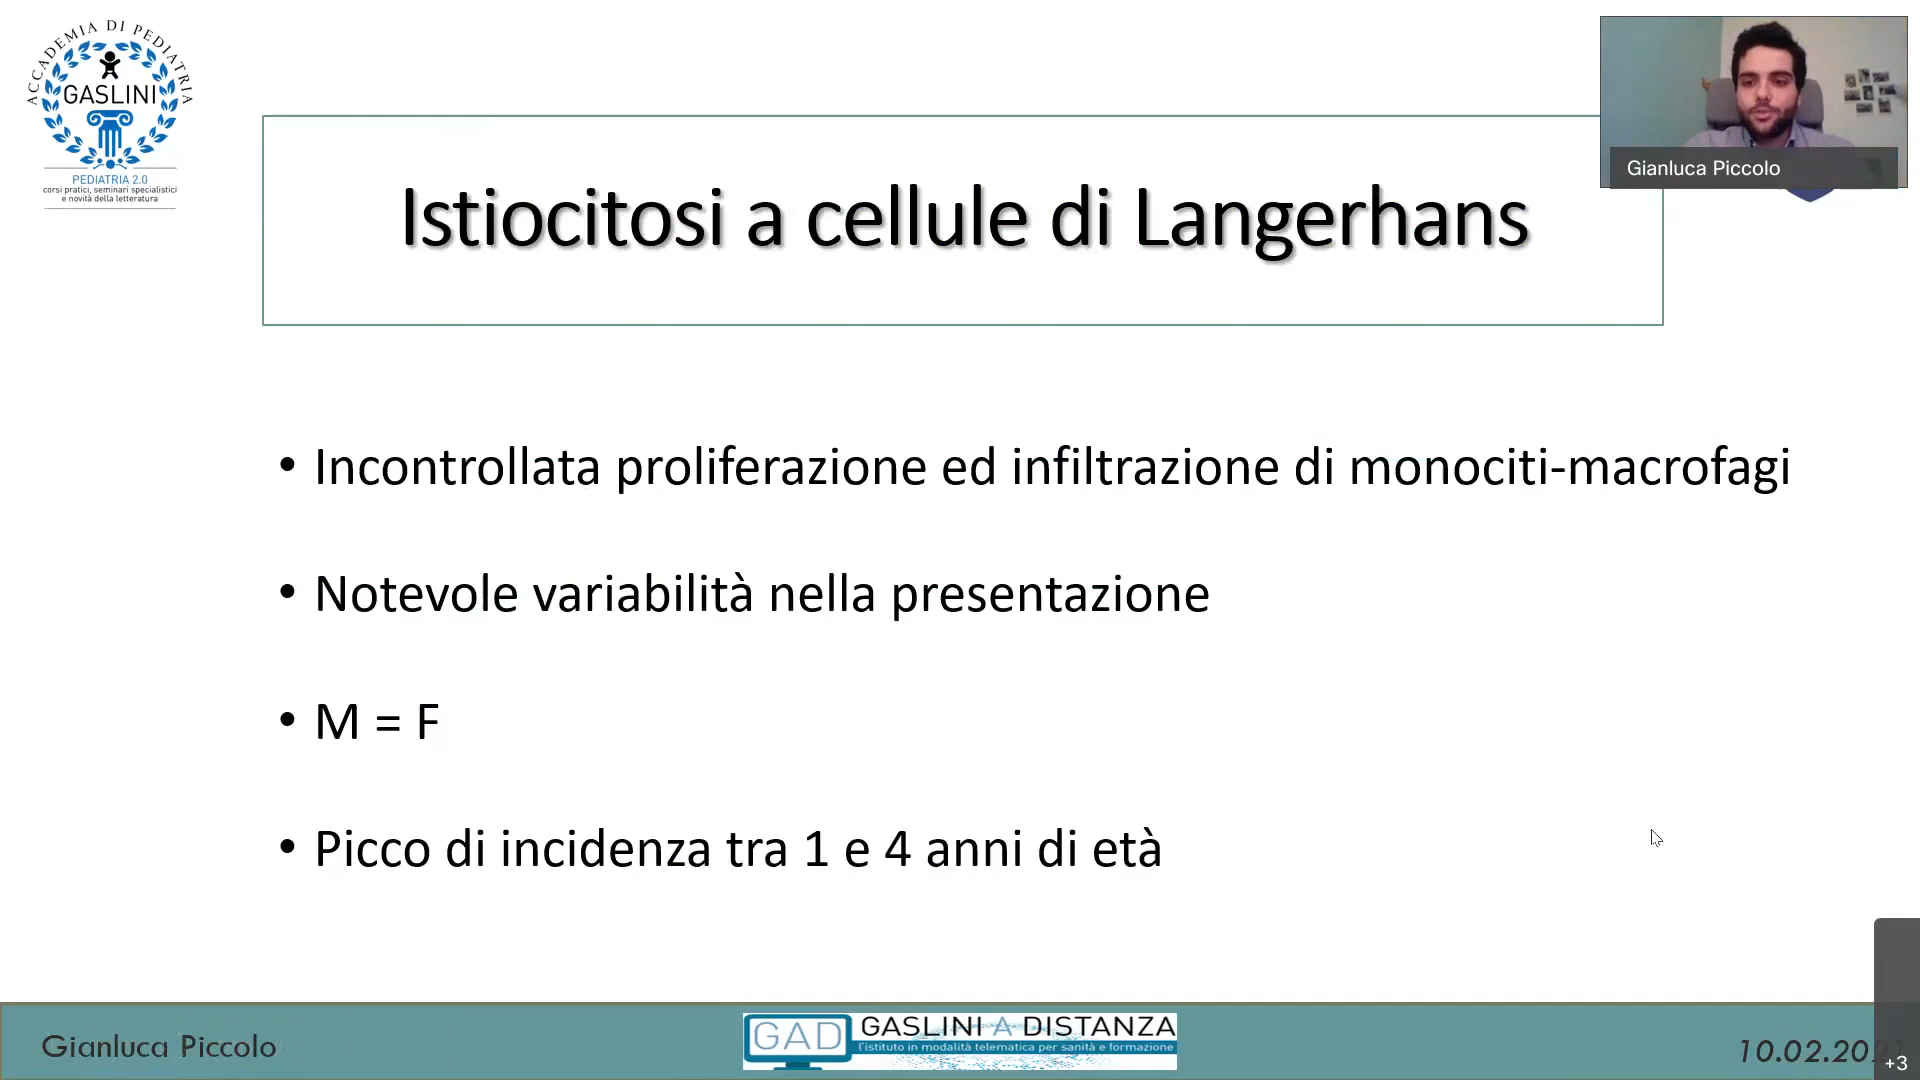 ACCADEMIA DI PEDIATRIA
GASLINI
PEDIATRIA 2.0
corsi pratici, seminari specialistici
e novità della letteratura
Gianluca Piccolo
Istiocitosi a cellule di Langerhans
• Incontrollata proliferazione ed infiltrazione di monociti-macrofagi
• Notevole variabilità nella presentazione
• M = F
• Picco di incidenza tra 1 e 4 anni di età
Gianluca Piccolo
GAD
GASLINI A DISTANZA
l'istituto in modalità telematica per sanità e formazione
10.02.2021
+3